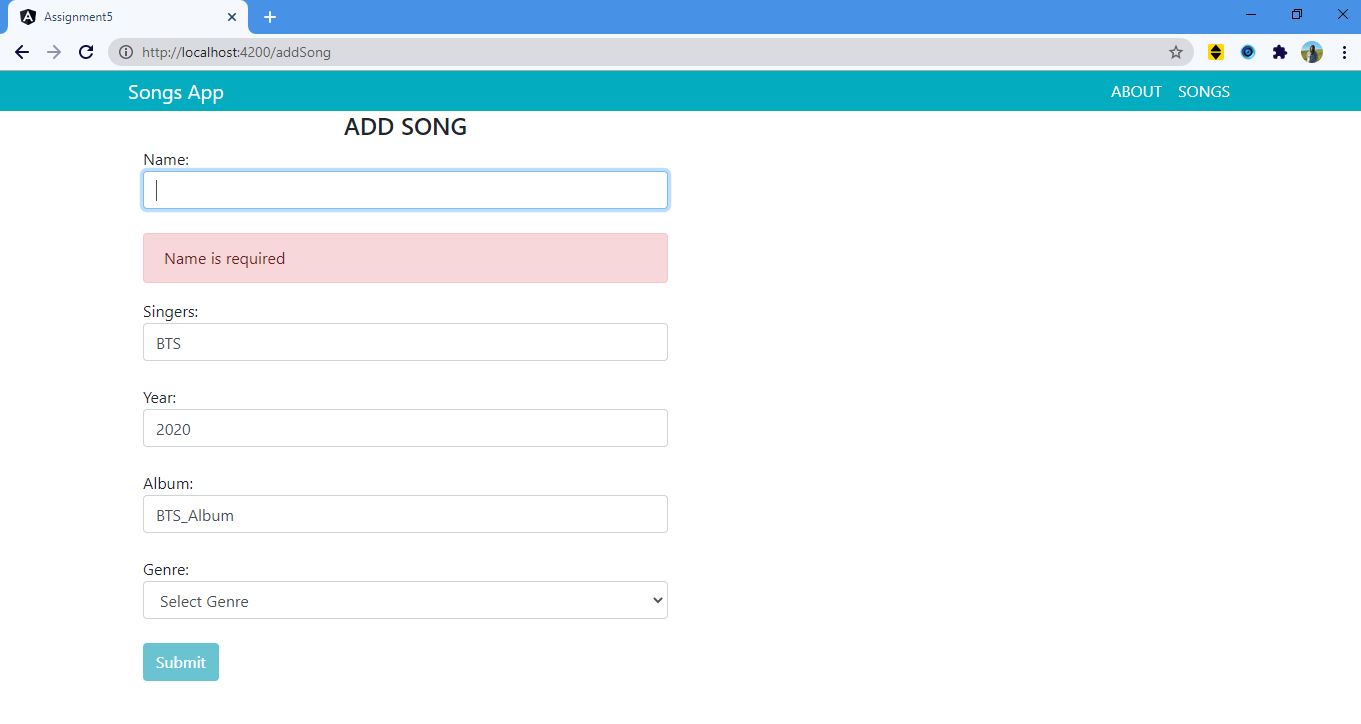 Assignment5
http://localhost:4200/addSong
Songs App
ABOUT SONGS
ADD SONG
Name:
Name is required
Singers:
BTS
Year:
2020
Album:
BTS_Album
Genre:
Select Genre
Submit